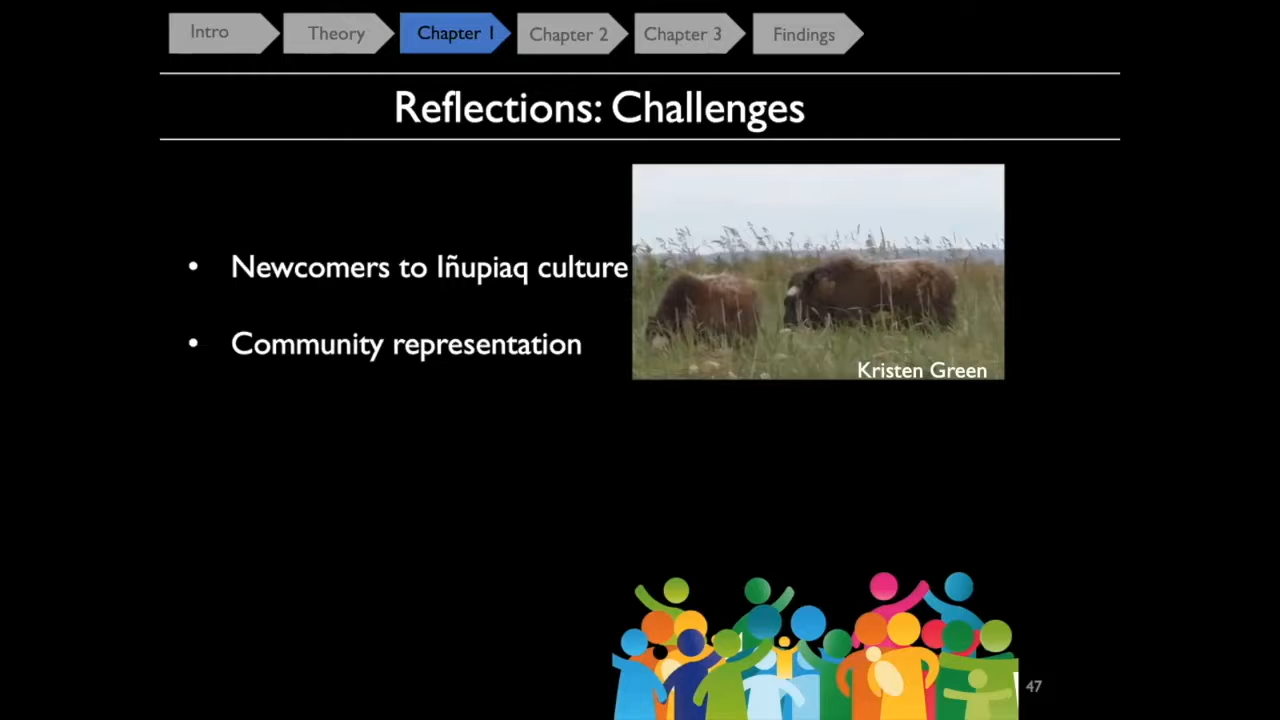 Intro
Theory
Chapter 1
Chapter 2
Chapter 3
Findings
Reflections: Challenges
• Newcomers to Iñupiaq culture
• Community representation
Kristen Green
47